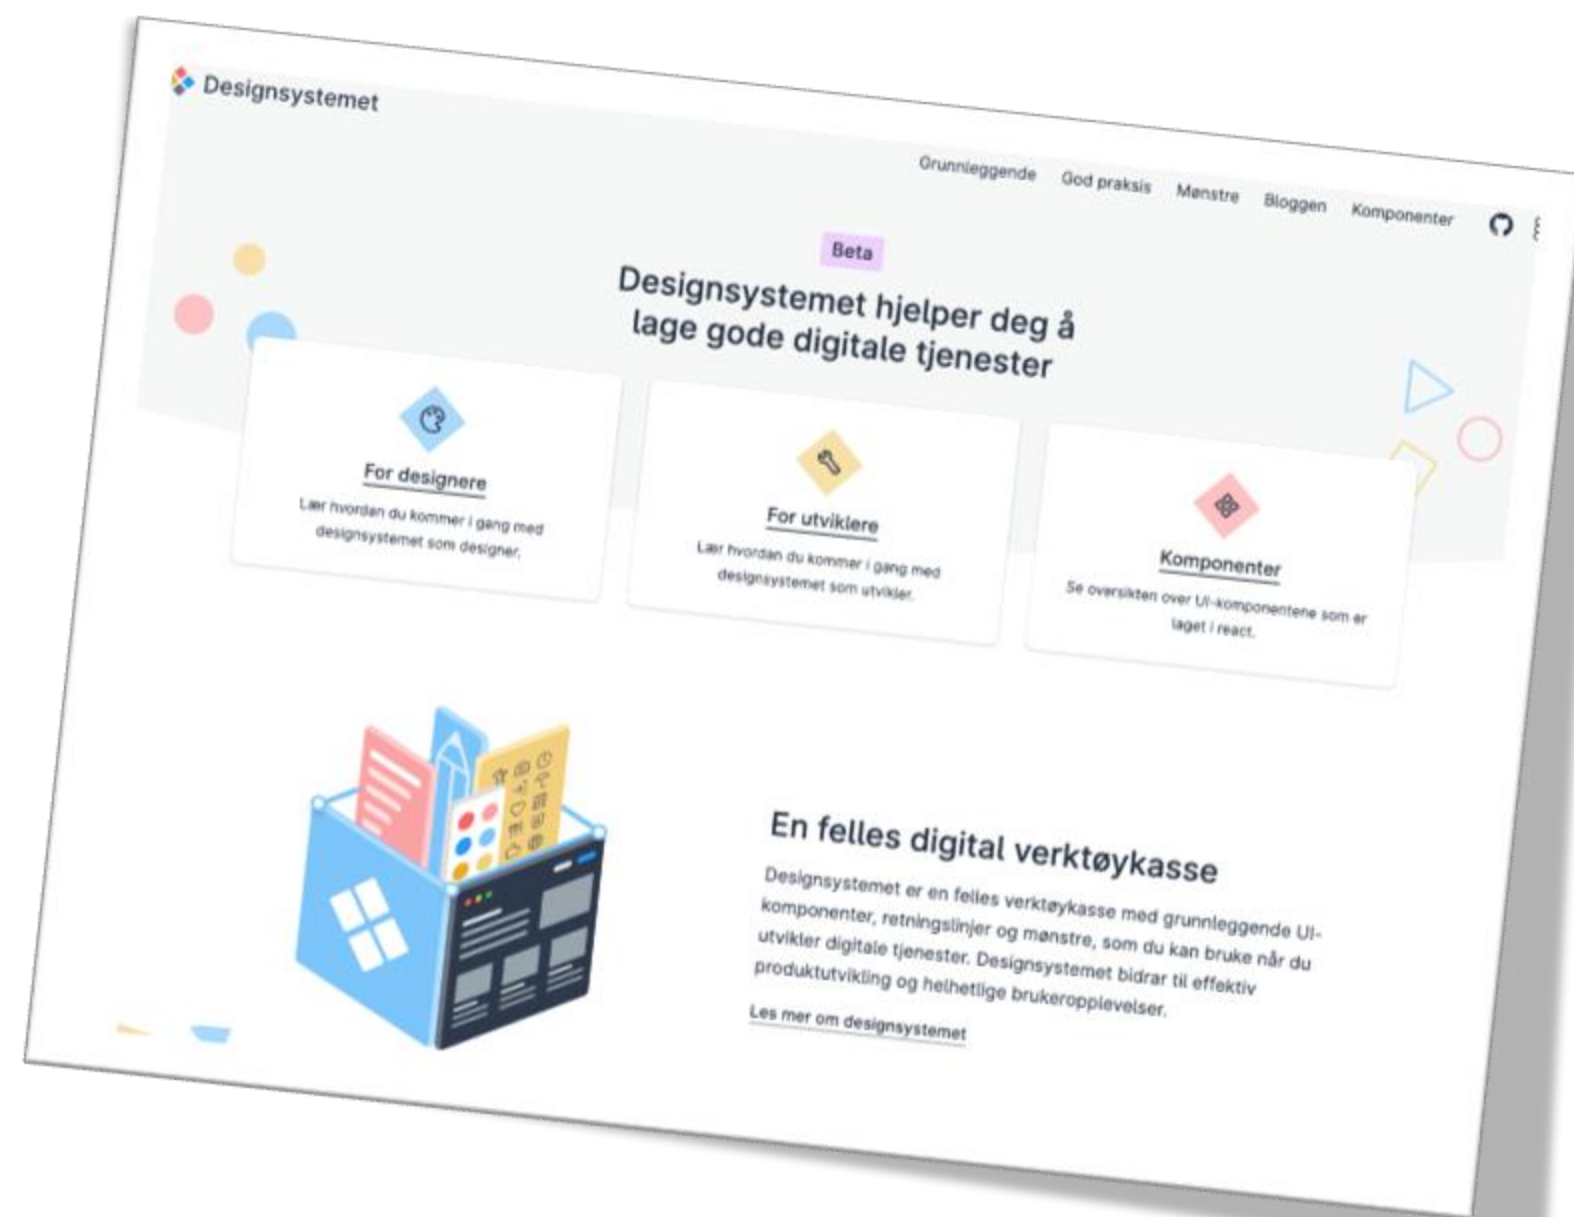 Designsystemet
Grunnleggende God praksis Mønstre Bloggen Komponenter
Beta
Designsystemet hjelper deg å
lage gode digitale tjenester
For designere
Lær hvordan du kommer i gang med
designsystemet som designer.
For utviklere
Lær hvordan du kommer i gang med
designsystemet som utvikler.
Komponenter
Se oversikten over UI-komponentene som er
laget i react.
En felles digital verktøykasse
Designsystemet er en felles verktøykasse med grunnleggende UI-
komponenter, retningslinjer og mønstre, som du kan bruke når du
utvikler digitale tjenester. Designsystemet bidrar til effektiv
produktutvikling og helhetlige brukeropplevelser.
Les mer om designsystemet